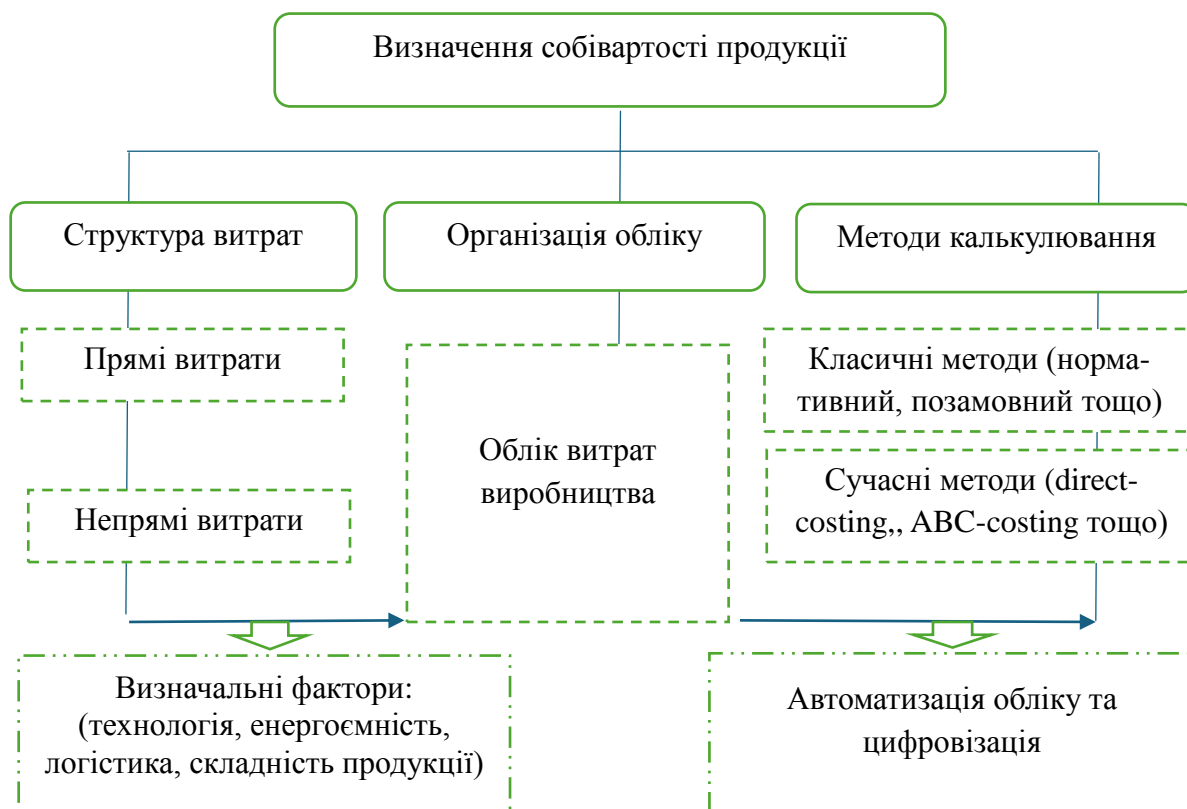 Визначення собівартості продукції
Структура витрат
Організація обліку
Методи калькулювання
Прямі витрати
Непрямі витрати
Облік витрат
виробництва
Класичні методи (норма-
тивний, позамовний тощо)
Сучасні методи (direct-
costing,, ABC-costing тощо)
Визначальні фактори:
(технологія, енергоємність,
логістика, складність продукції)
Автоматизація обліку та
цифровізація